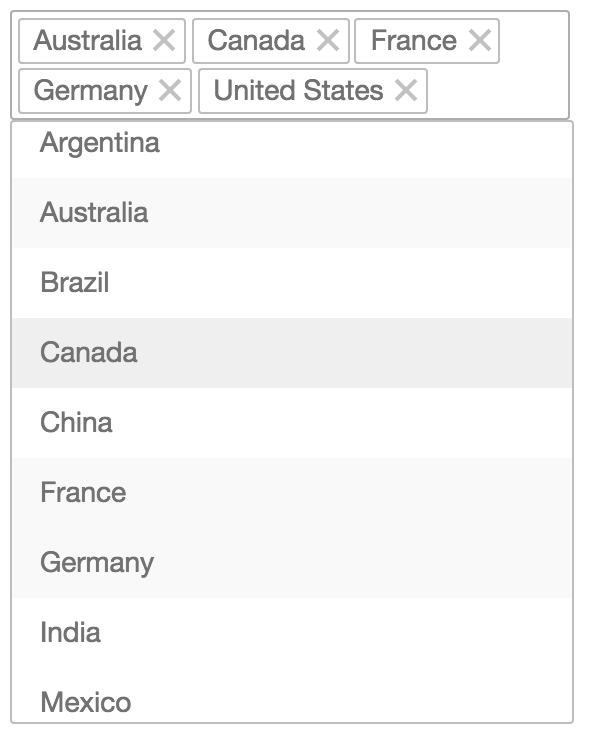 Australia Canada France
Germany United States
Argentina
Australia
Brazil
Canada
China
France
Germany
India
Mexico